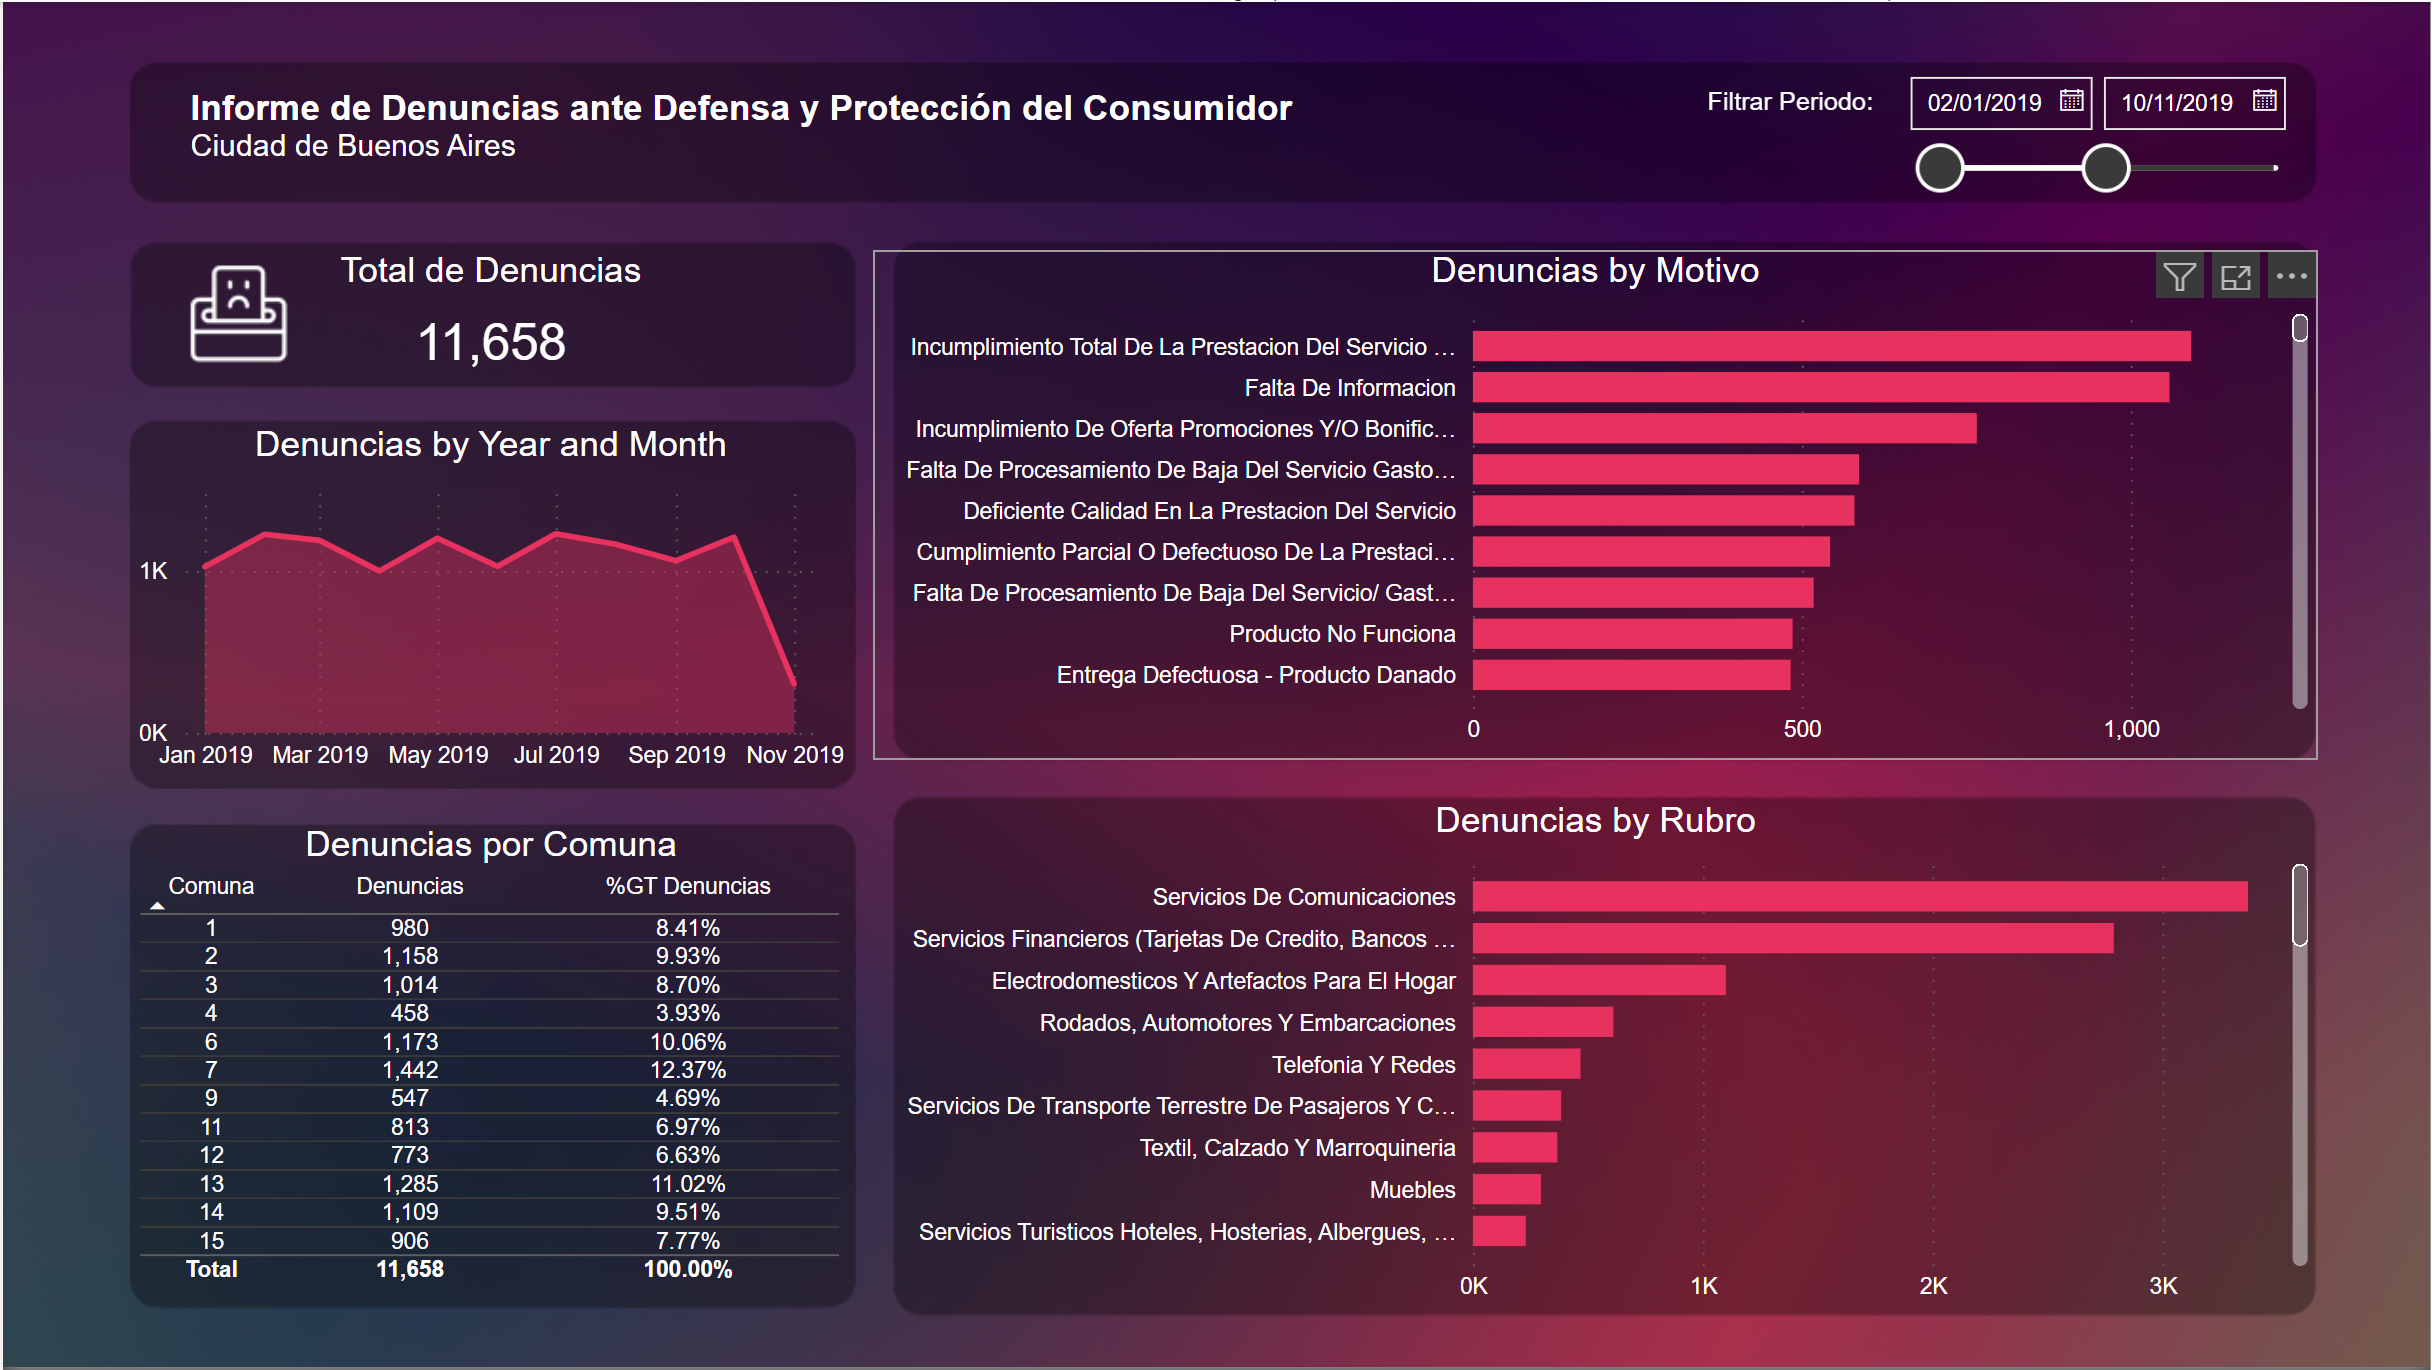 Informe de Denuncias ante Defensa y Protección del Consumidor
Ciudad de Buenos Aires
Filtrar Periodo:
02/01/2019
10/11/2019
Total de Denuncias
11,658
Denuncias by Year and Month
1K
0K
Jan 2019 Mar 2019 May 2019 Jul 2019 Sep 2019 Nov 2019
Denuncias por Comuna
Comuna Denuncias %GT Denuncias
1 980 8.41%
2 1,158 9.93%
3 1,014 8.70%
4 458 3.93%
6 1,173 10.06%
7 1,442 12.37%
9 547 4.69%
11 813 6.97%
12 773 6.63%
13 1,285 11.02%
14 1,109 9.51%
15 906 7.77%
Total 11,658 100.00%
Denuncias by Motivo
Incumplimiento Total De La Prestacion Del Servicio ...
Falta De Informacion
Incumplimiento De Oferta Promociones Y/O Bonific...
Falta De Procesamiento De Baja Del Servicio Gasto...
Deficiente Calidad En La Prestacion Del Servicio
Cumplimiento Parcial O Defectuoso De La Prestaci...
Falta De Procesamiento De Baja Del Servicio/ Gast...
Producto No Funciona
Entrega Defectuosa - Producto Danado
0 500 1,000
Denuncias by Rubro
Servicios De Comunicaciones
Servicios Financieros (Tarjetas De Credito, Bancos ...
Electrodomesticos Y Artefactos Para El Hogar
Rodados, Automotores Y Embarcaciones
Telefonia Y Redes
Servicios De Transporte Terrestre De Pasajeros Y C...
Textil, Calzado Y Marroquineria
Muebles
Servicios Turisticos Hoteles, Hosterias, Albergues, ...
0K 1K 2K 3K